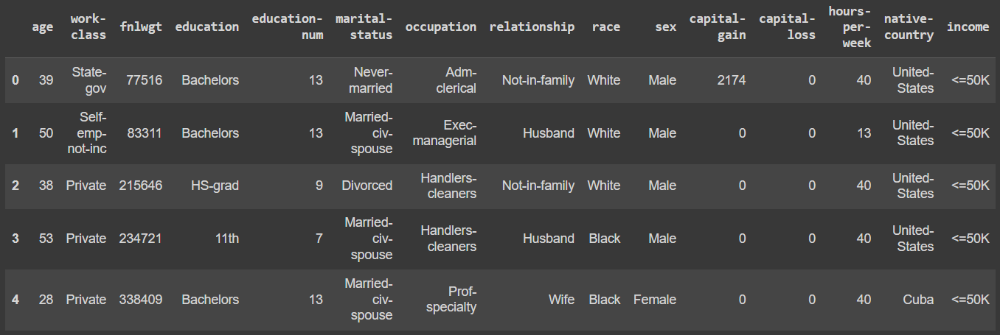 age work-class fnlwgt education education-num marital-status occupation relationship race sex capital-gain capital-loss hours-per-week native-country income
0 39 State-gov 77516 Bachelors 13 Never-married Adm-clerical Not-in-family White Male 2174 0 40 United-States <=50K
1 50 Self-emp-not-inc 83311 Bachelors 13 Married-civ-spouse Exec-managerial Husband White Male 0 0 13 United-States <=50K
2 38 Private 215646 HS-grad 9 Divorced Handlers-cleaners Not-in-family White Male 0 0 40 United-States <=50K
3 53 Private 234721 11th 7 Married-civ-spouse Handlers-cleaners Husband Black Male 0 0 40 United-States <=50K
4 28 Private 338409 Bachelors 13 Married-civ-spouse Prof-specialty Wife Black Female 0 0 40 Cuba <=50K